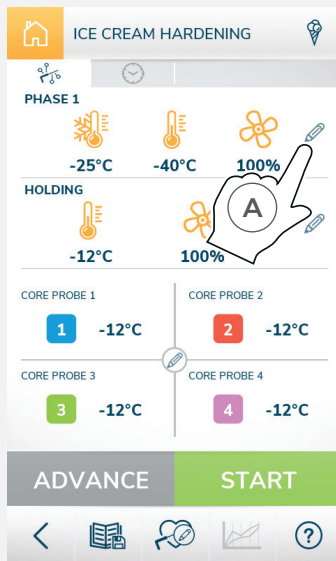 ICE CREAM HARDENING
PHASE 1
-25°C -40°C 100%
HOLDING
-12°C 100%
A
CORE PROBE 1
1 -12°C
CORE PROBE 2
2 -12°C
CORE PROBE 3
3 -12°C
CORE PROBE 4
4 -12°C
ADVANCE START
?